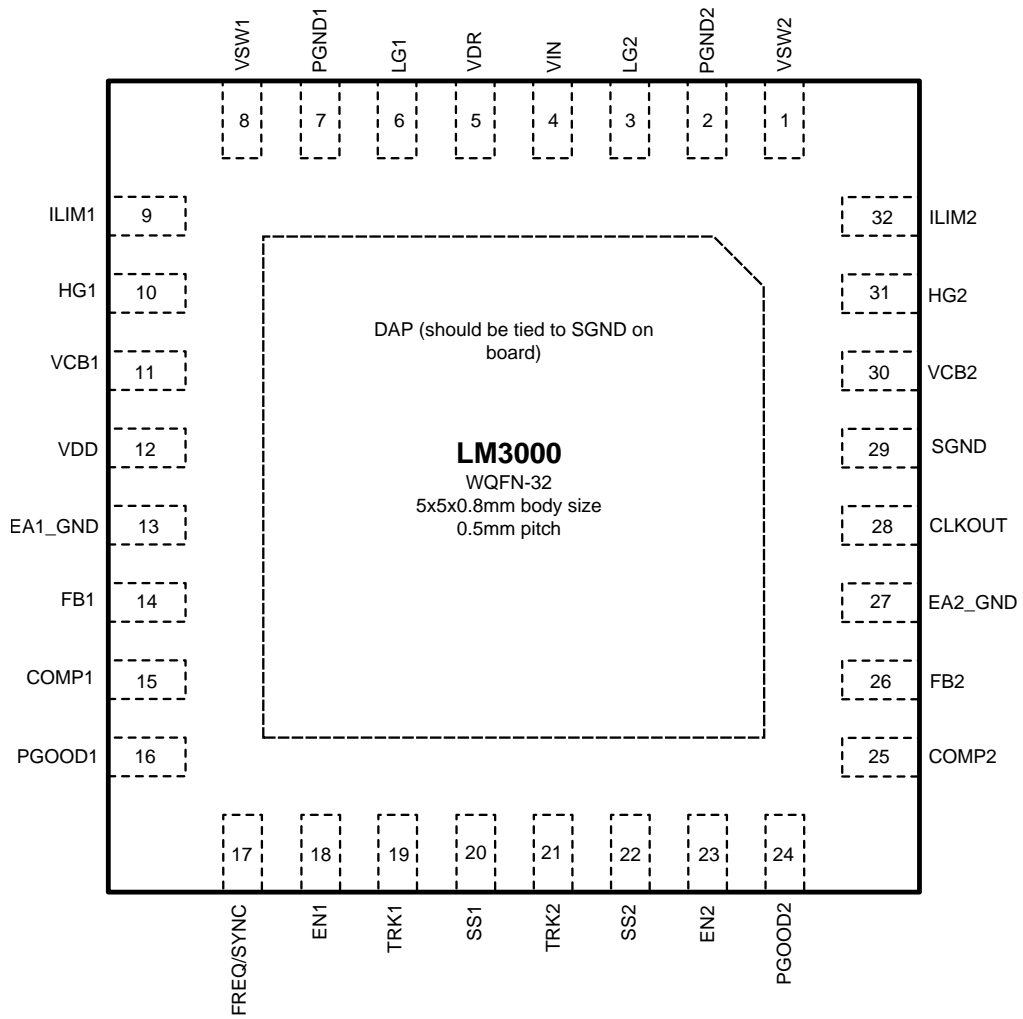 VSW1
PGND1
LG1
VDR
VIN
LG2
PGND2
VSW2
8
7
6
5
4
3
2
1
ILIM1
9
32
ILIM2
HG1
10
31
HG2
VCB1
11
30
VCB2
VDD
12
29
SGND
EA1_GND
13
28
CLKOUT
FB1
14
27
EA2_GND
COMP1
15
26
FB2
PGOOD1
16
25
COMP2
DAP (should be tied to SGND on
board)
LM3000
WQFN-32
5x5x0.8mm body size
0.5mm pitch
17
18
19
20
21
22
23
24
FREQ/SYNC
EN1
TRK1
SS1
TRK2
SS2
EN2
PGOOD2